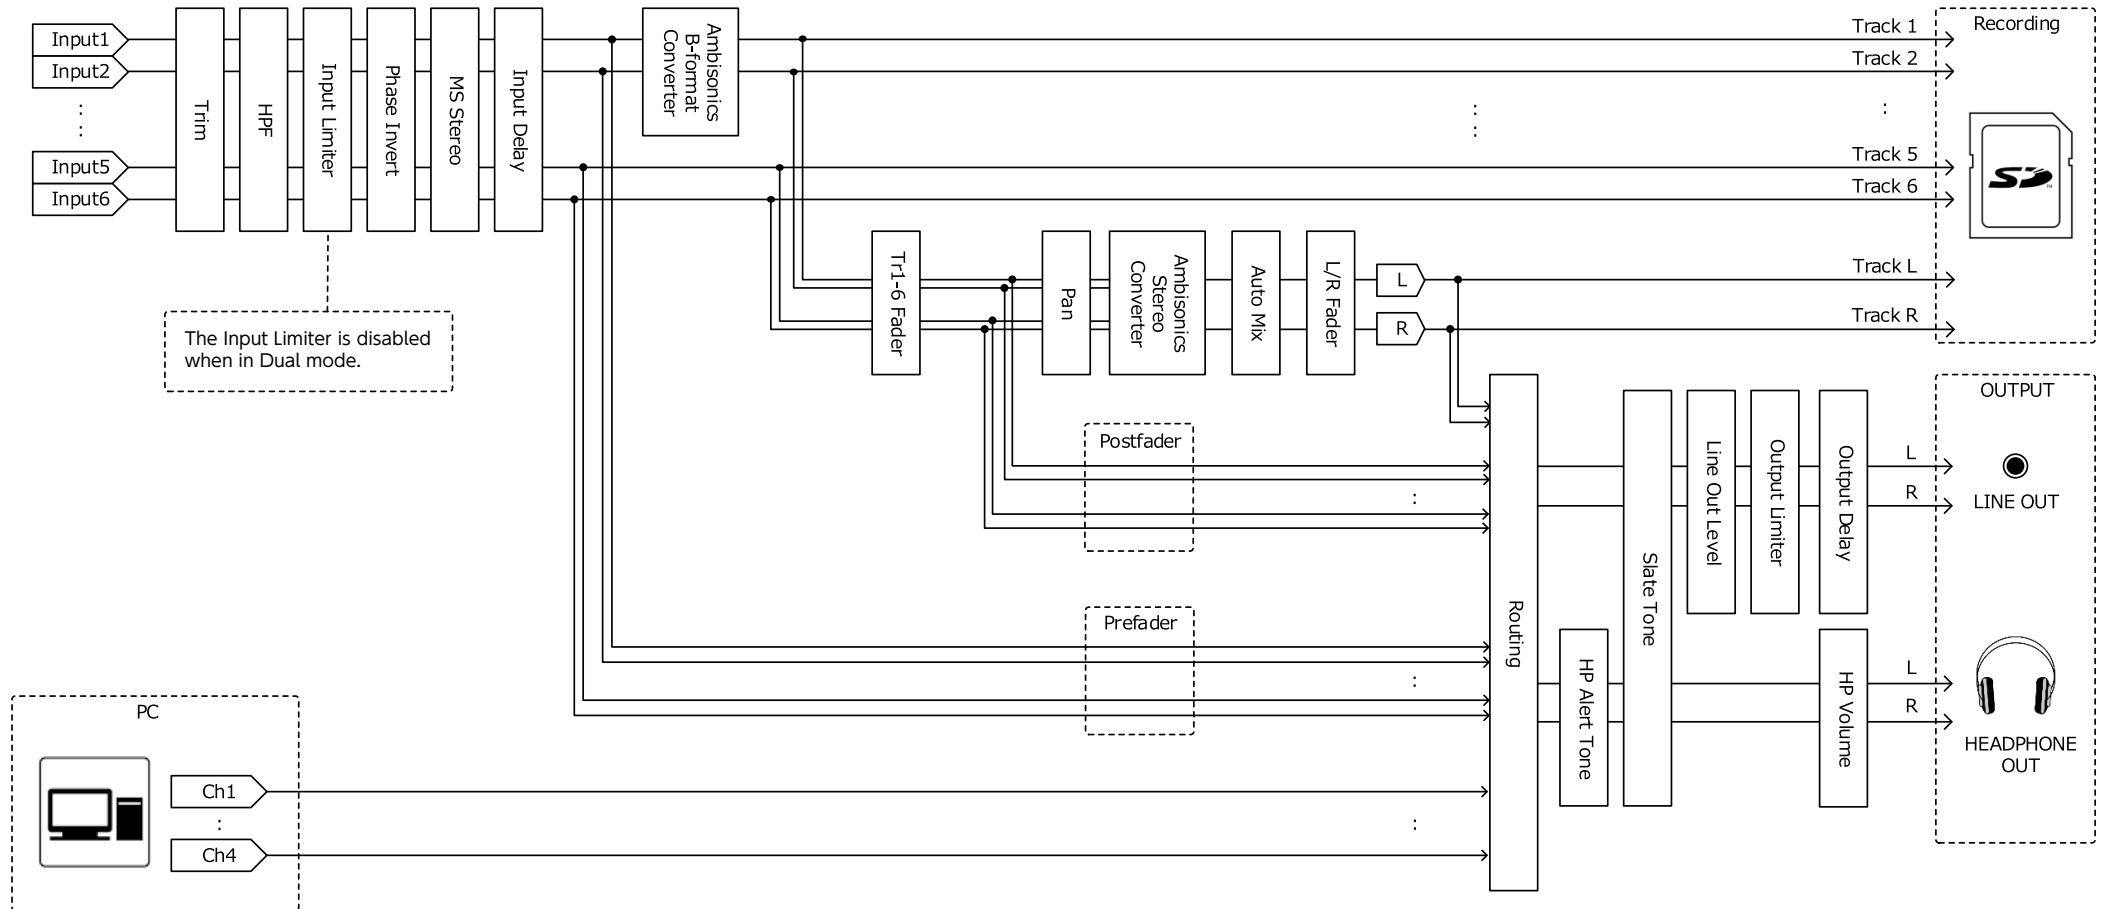 Input1
Input2
:
:
Input5
Input6
Trim
HPF
Input Limiter
Phase Invert
MS Stereo
Input Delay
Ambisonics
B-format
Converter
Track 1
Track 2
:
:
:
Track 5
Track 6
Recording
SD
TM
The Input Limiter is disabled
when in Dual mode.
Tr1-6 Fader
Pan
Ambisonics
Stereo
Converter
Auto Mix
L/R Fader
L
R
Track L
Track R
Postfader
:
Prefader
:
Routing
HP Alert Tone
Slate Tone
Line Out Level
Output Limiter
Output Delay
HP Volume
L
R
L
R
OUTPUT
LINE OUT
HEADPHONE
OUT
PC
Ch1
:
Ch4
: